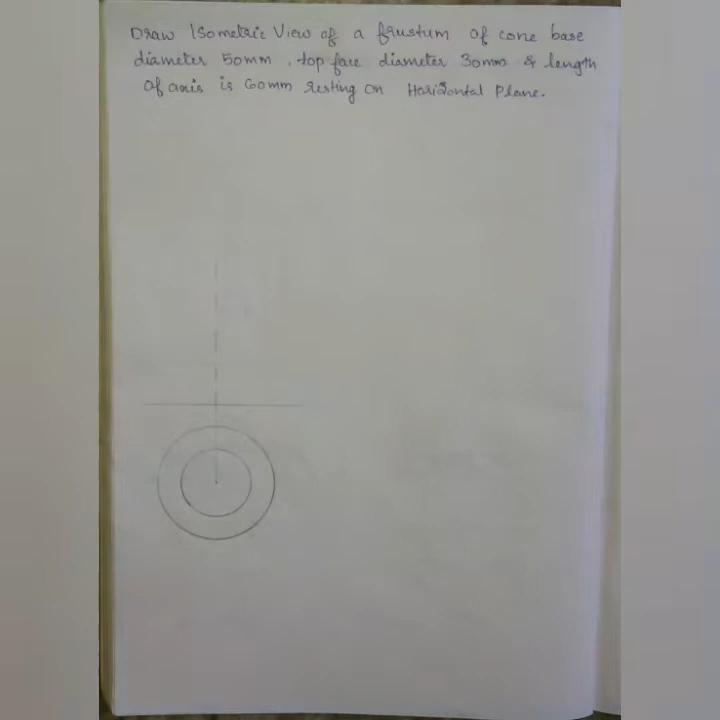 Draw Isometric View of a frustum of cone base
diameter 50mm , top face diameter 30mm & length
of axis is 60mm resting on Horizontal Plane.